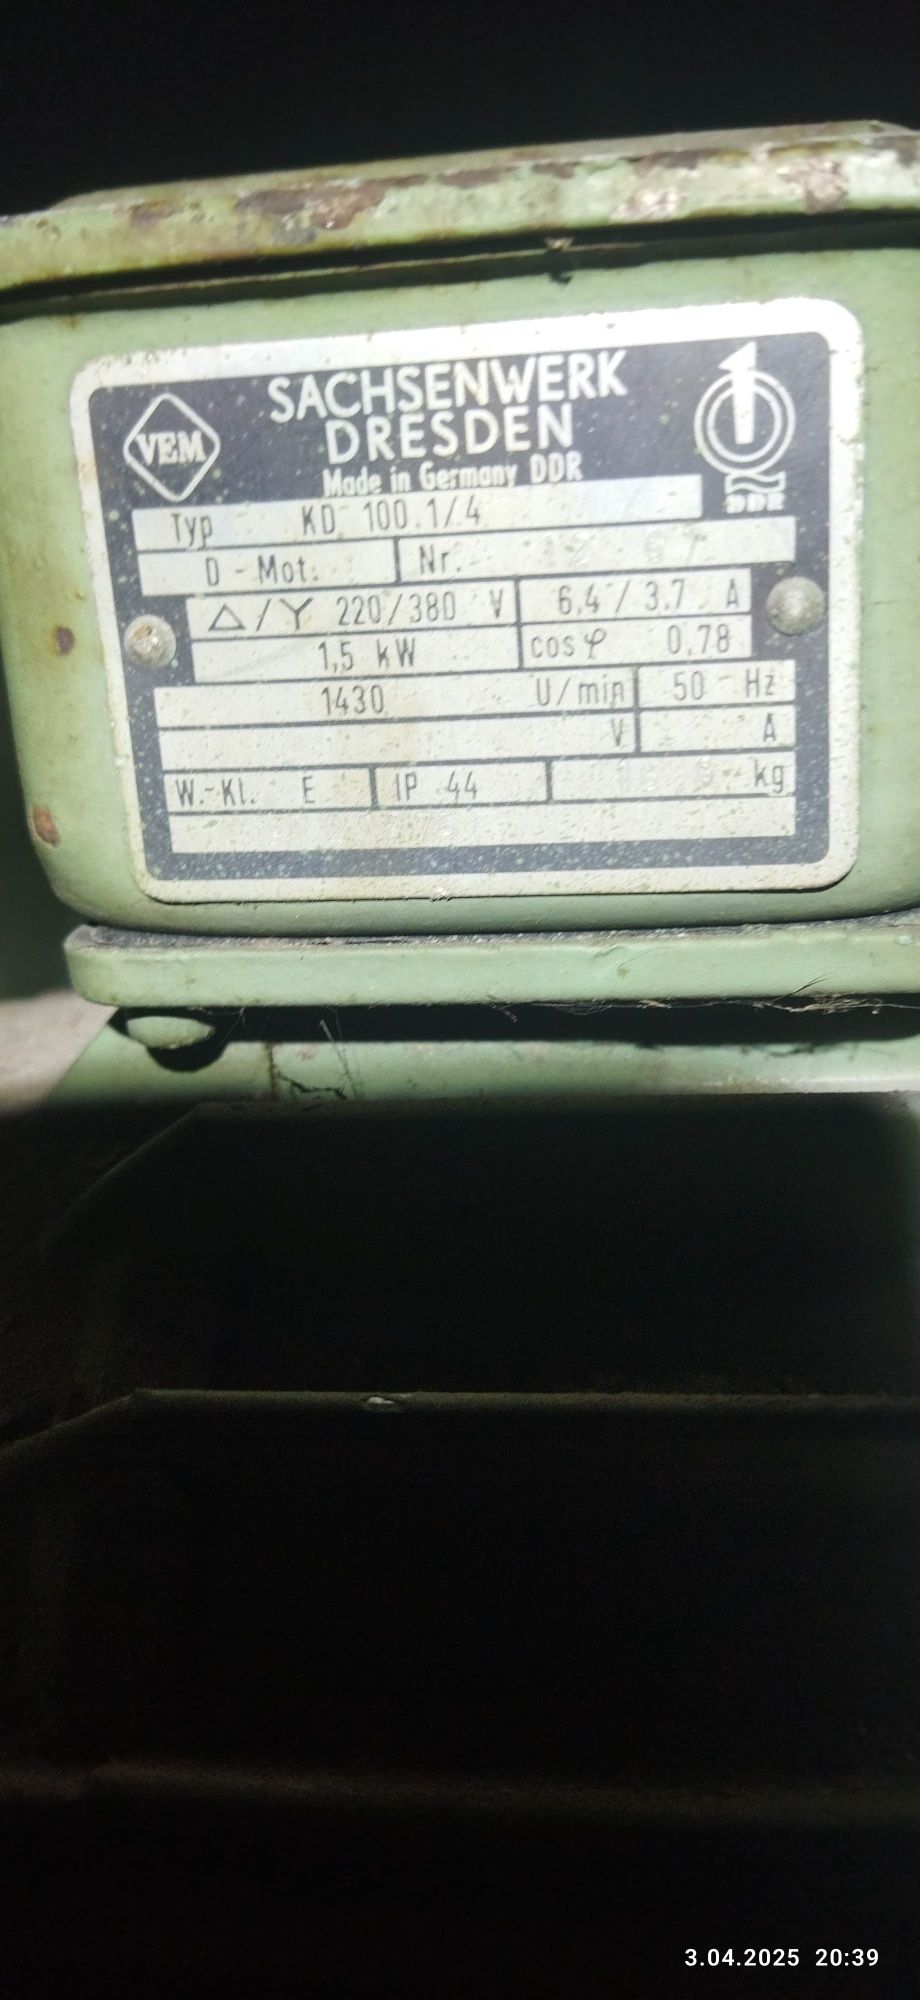 VEM
SACHSENWERK
DRESDEN
Made in Germany DDR
DDR
Typ KD 100.1/4
D-Mot. Nr.
△/Y 220/380 V 6,4/3,7 A
1,5 kW cosφ 0,78
1430 U/min 50 Hz
V A
W.-Kl. E IP 44 kg
3.04.2025 20:39